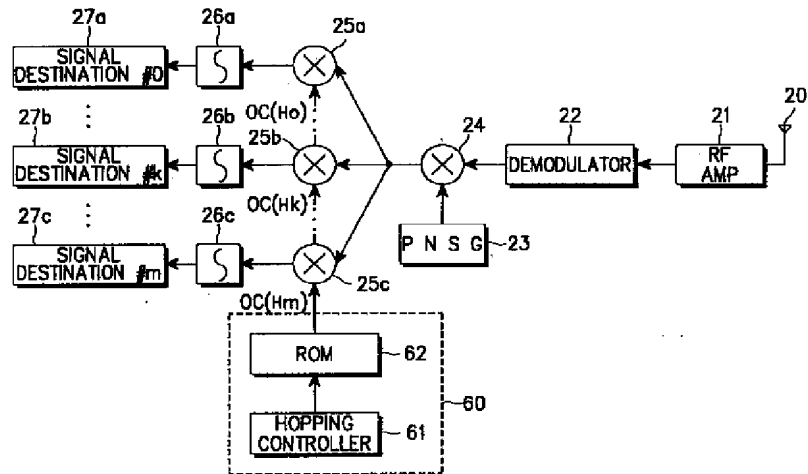 27a
26a
25a
SIGNAL
DESTINATION #0
OC(Ho)
27b
26b
25b
24
22
21
20
SIGNAL
DESTINATION #k
DEMODULATOR
RF
AMP
OC(Hk)
27c
26c
P N S G
23
SIGNAL
DESTINATION #m
25c
OC(Hm)
ROM
62
60
HOPPING
CONTROLLER
61